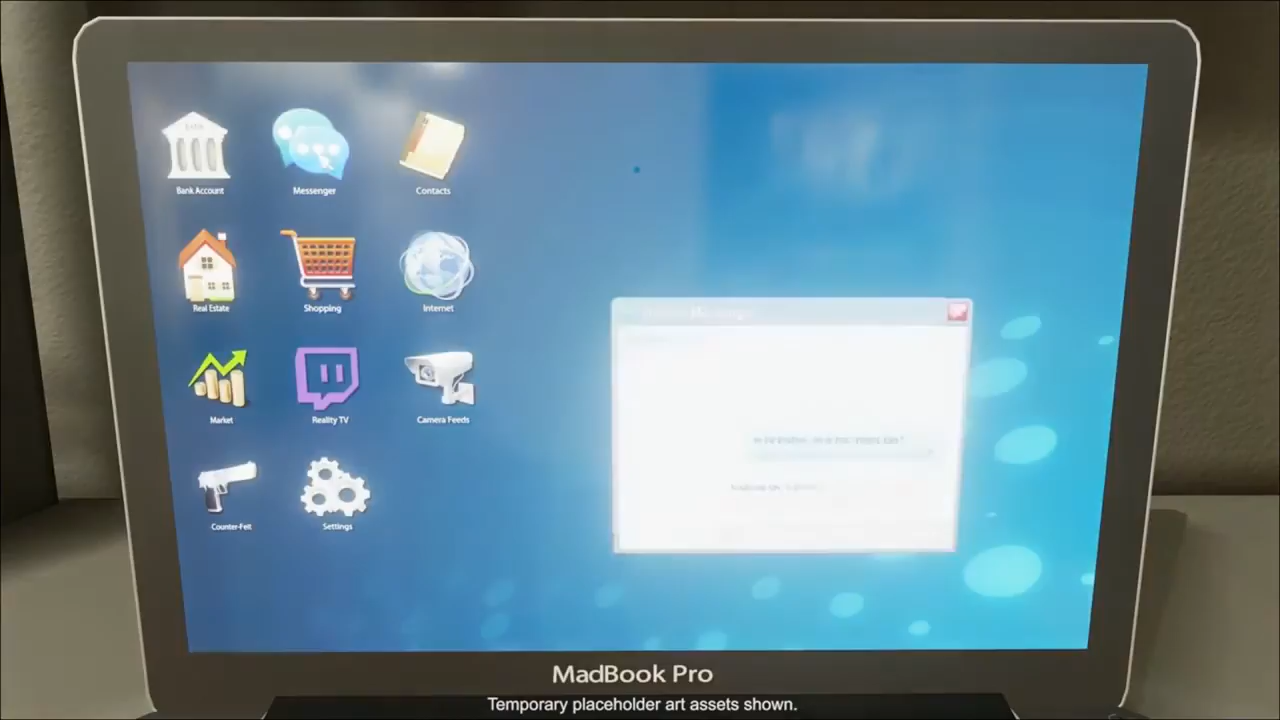 Bank Account
Messenger
Contacts
Real Estate
Shopping
Internet
Market
Reality TV
Camera Feeds
Counter-Feit
Settings
MadBook Pro
Temporary placeholder art assets shown.